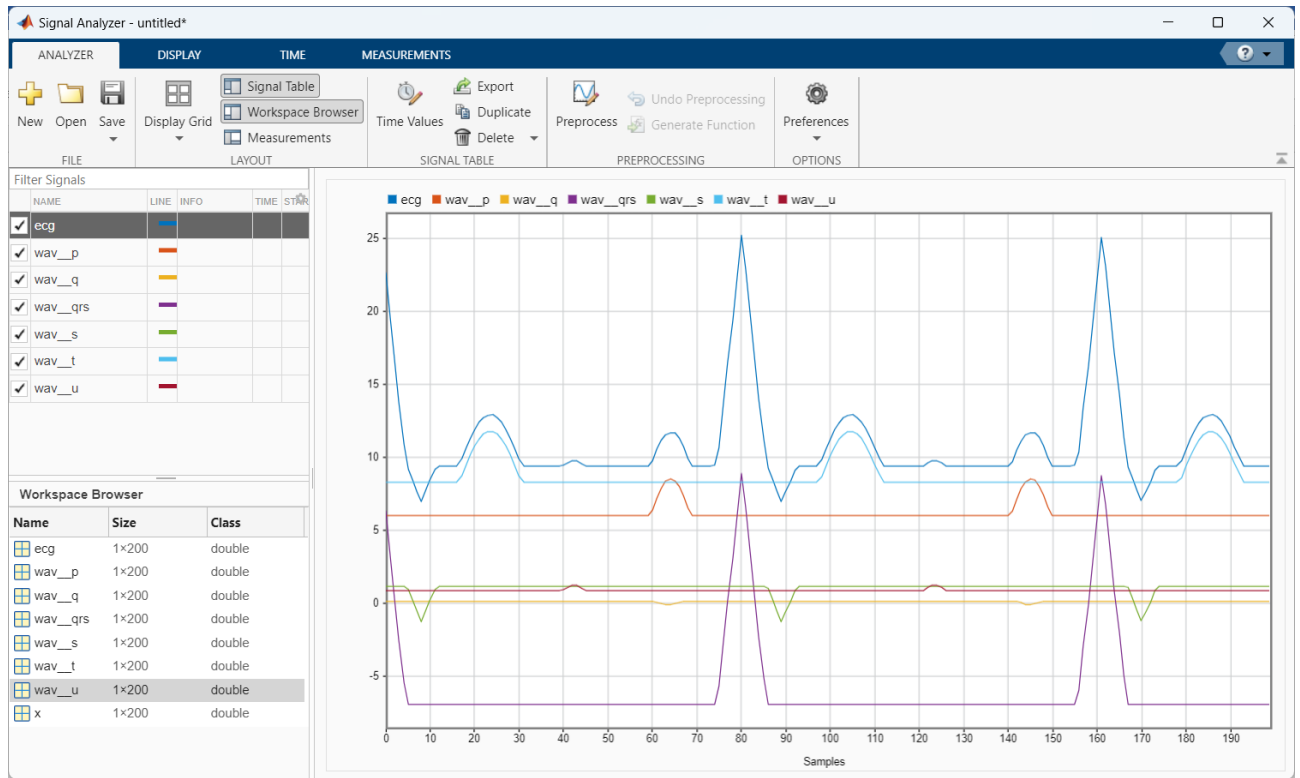 Signal Analyzer - untitled*
ANALYZER DISPLAY TIME MEASUREMENTS
?
New Open Save
Display Grid
Signal Table
Workspace Browser
Measurements
Time Values
Export
Duplicate
Delete
Preprocess
Undo Preprocessing
Generate Function
Preferences
FILE LAYOUT SIGNAL TABLE PREPROCESSING OPTIONS
Filter Signals
NAME LINE INFO TIME STAR
ecg
wav__p
wav__q
wav__qrs
wav__s
wav__t
wav__u
Workspace Browser
Name Size Class
ecg 1×200 double
wav__p 1×200 double
wav__q 1×200 double
wav__qrs 1×200 double
wav__s 1×200 double
wav__t 1×200 double
wav__u 1×200 double
x 1×200 double
ecg wav__p wav__q wav__qrs wav__s wav__t wav__u
25
20
15
10
5
0
-5
0 10 20 30 40 50 60 70 80 90 100 110 120 130 140 150 160 170 180 190
Samples